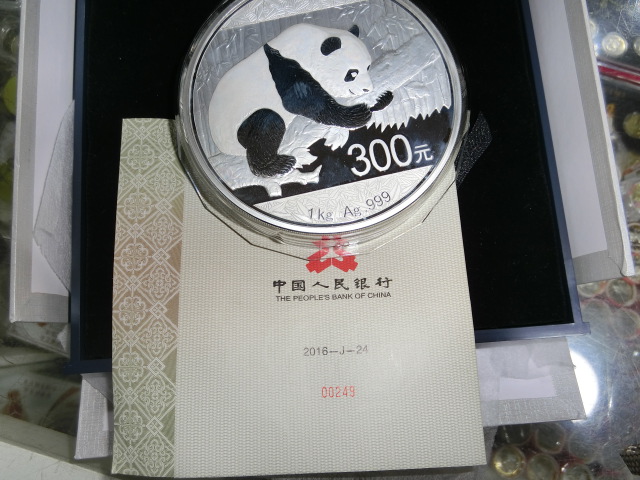 300元
1kg Ag.999
中国人民银行
THE PEOPLE'S BANK OF CHINA
2016-J-24
00249